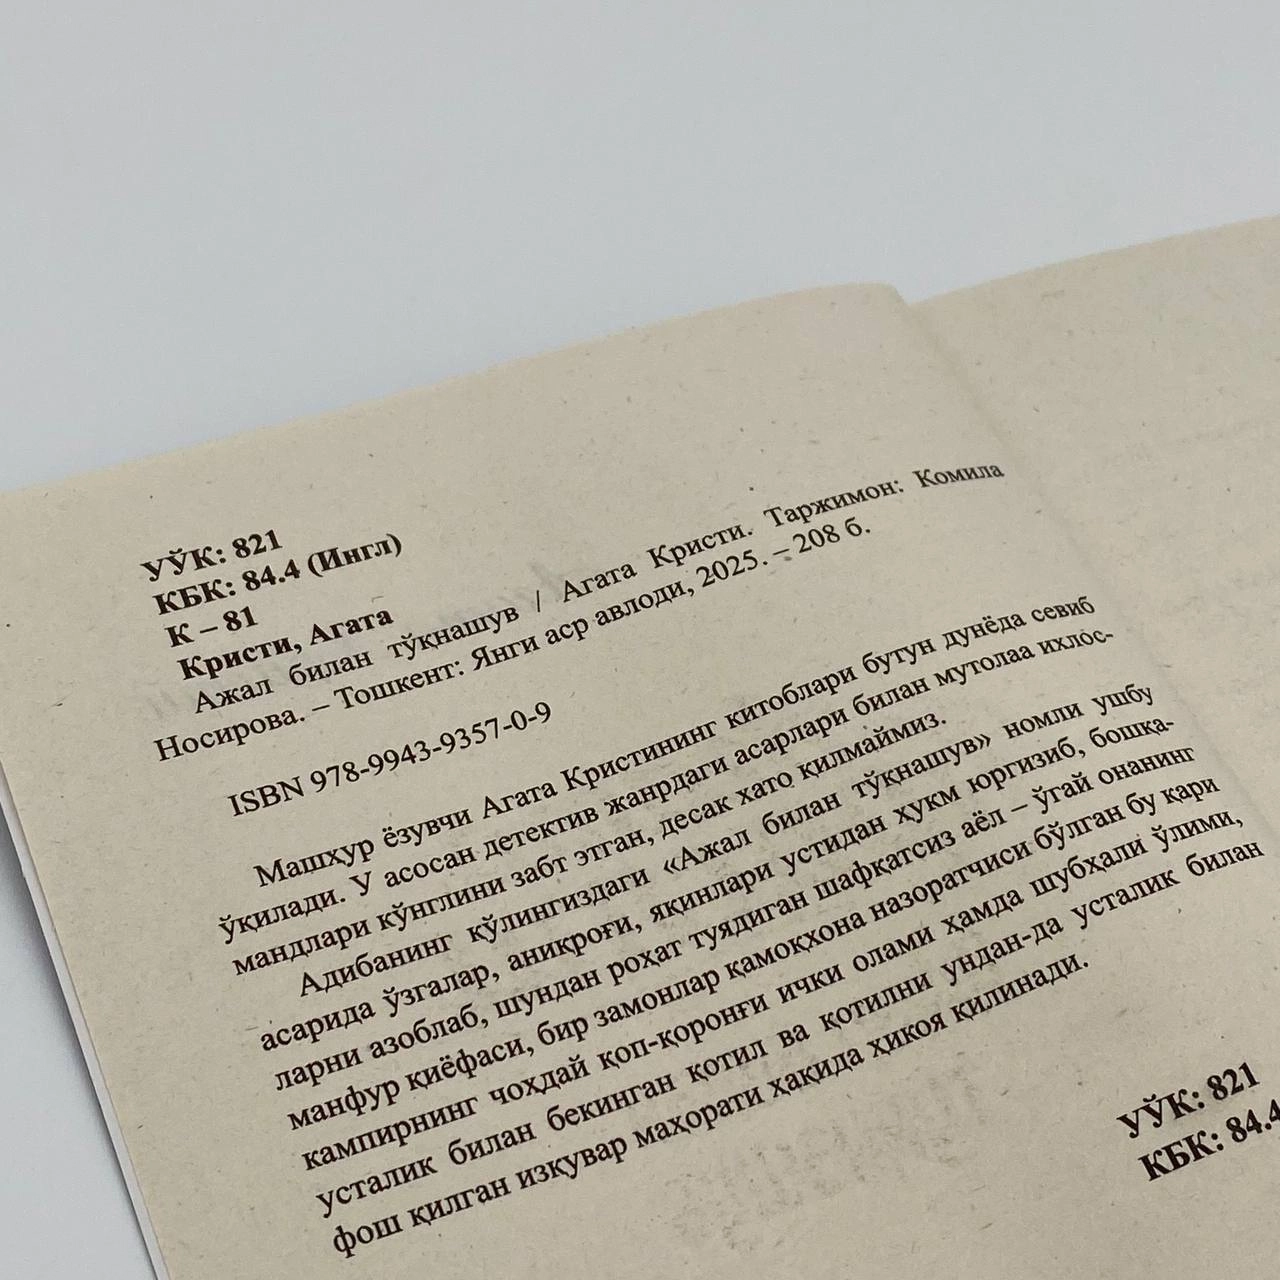 УЎК: 821
КБК: 84.4 (Ингл)
К – 81
Кристи, Агата
Ажал билан тўқнашув / Агата Кристи. Таржимон: Комила
Носирова. – Тошкент: Янги аср авлоди, 2025. – 208 б.
ISBN 978-9943-9357-0-9
Машҳур ёзувчи Агата Кристининг китоблари бутун дунёда севиб
ўқилади. У асосан детектив жанрдаги асарлари билан мутолаа ихлос-
мандлари кўнглини забт этган, десак хато қилмаймиз.
Адибанинг қўлингиздаги «Ажал билан тўқнашув» номли ушбу
асарида ўзгалар, аниқроғи, яқинлари устидан ҳукм юргизиб, бошқа-
ларни азоблаб, шундан роҳат туядиган шафқатсиз аёл – ўгай онанинг
манфур қиёфаси, бир замонлар қамоқхона назоратчиси бўлган бу қари
кампирнинг чоҳдай қоп-қоронғи ички олами ҳамда шубҳали ўлими,
усталик билан бекинган қотил ва қотилни ундан-да усталик билан
фош қилган изқувар маҳорати ҳақида ҳикоя қилинади.
УЎК: 821
КБК: 84.4